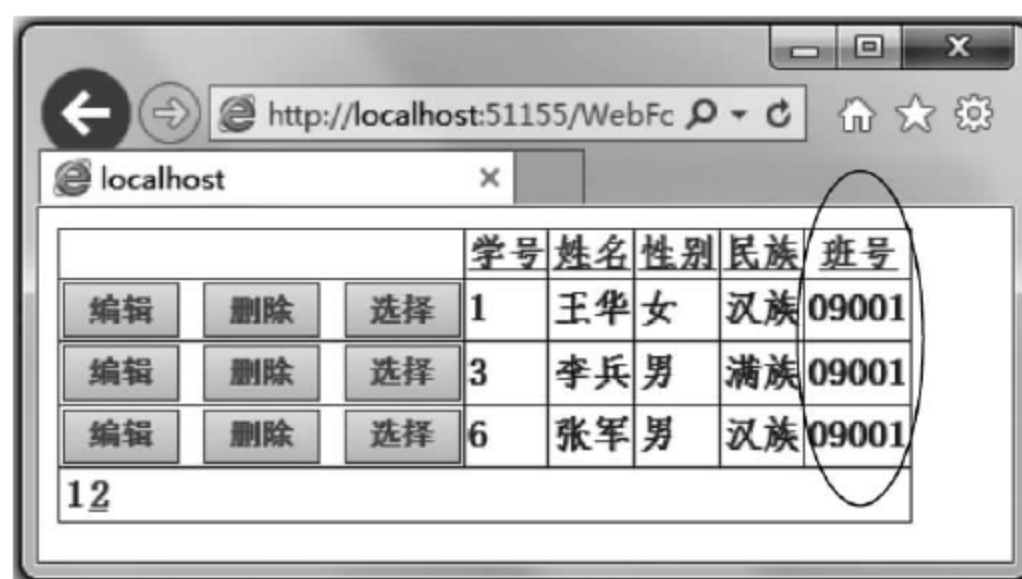 http://localhost:51155/WebFc
localhost
学号 姓名 性别 民族 班号
编辑 删除 选择 1 王华 女 汉族 09001
编辑 删除 选择 3 李兵 男 满族 09001
编辑 删除 选择 6 张军 男 汉族 09001
1 2